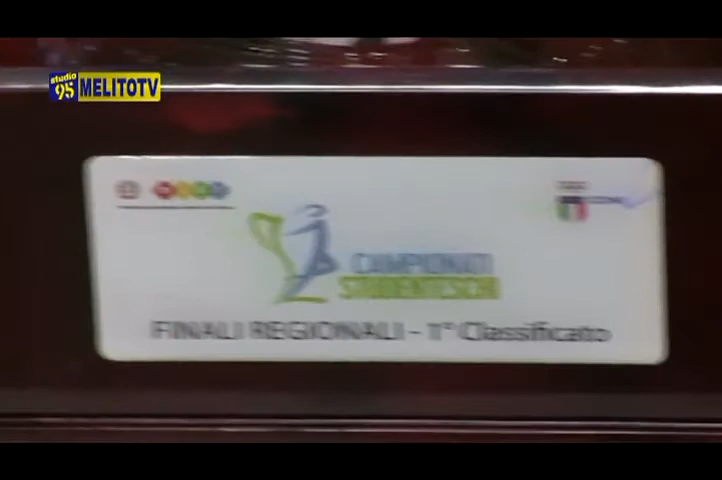 studio
95 MELITOTV
CAMPIONATI
STUDENTESCHI
FINALI REGIONALI - 1° Classificato